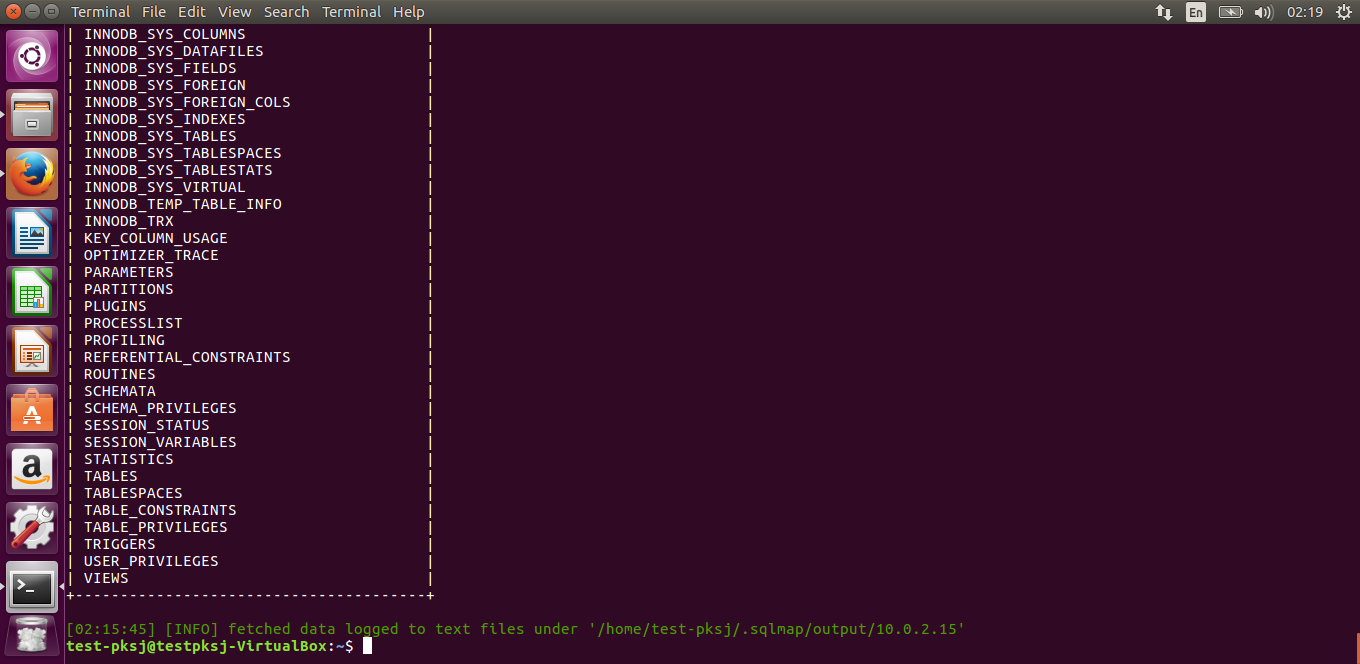 Terminal File Edit View Search Terminal Help En 02:19
| INNODB_SYS_COLUMNS |
| INNODB_SYS_DATAFILES |
| INNODB_SYS_FIELDS |
| INNODB_SYS_FOREIGN |
| INNODB_SYS_FOREIGN_COLS |
| INNODB_SYS_INDEXES |
| INNODB_SYS_TABLES |
| INNODB_SYS_TABLESPACES |
| INNODB_SYS_TABLESTATS |
| INNODB_SYS_VIRTUAL |
| INNODB_TEMP_TABLE_INFO |
| INNODB_TRX |
| KEY_COLUMN_USAGE |
| OPTIMIZER_TRACE |
| PARAMETERS |
| PARTITIONS |
| PLUGINS |
| PROCESSLIST |
| PROFILING |
| REFERENTIAL_CONSTRAINTS |
| ROUTINES |
| SCHEMATA |
| SCHEMA_PRIVILEGES |
| SESSION_STATUS |
| SESSION_VARIABLES |
| STATISTICS |
| TABLES |
| TABLESPACES |
| TABLE_CONSTRAINTS |
| TABLE_PRIVILEGES |
| TRIGGERS |
| USER_PRIVILEGES |
| VIEWS |
+---------------------------------------+
[02:15:45] [INFO] fetched data logged to text files under '/home/test-pksj/.sqlmap/output/10.0.2.15'
test-pksj@testpksj-VirtualBox:~$